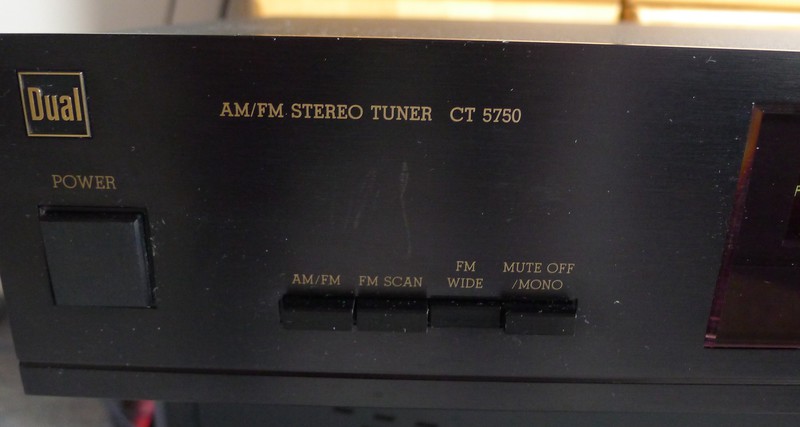 Dual
AM/FM STEREO TUNER CT 5750
POWER
AM/FM
FM SCAN
FM
WIDE
MUTE OFF
/MONO